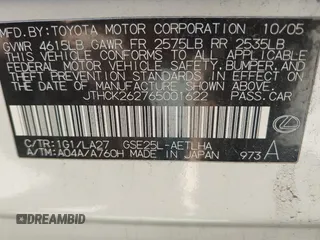 MFD.BY:TOYOTA MOTOR CORPORATION 10/05
GVWR 4615LB GAWR FR 2575LB RR 2535LB
THIS VEHICLE CONFORMS TO ALL APPLICABLE
FEDERAL MOTOR VEHICLE SAFETY, BUMPER, AND
THEFT PREVENTION STANDARDS IN EFFECT ON
THE DATE OF MANUFACTURE SHOWN ABOVE.
JTHCK262765001622 PASS.CAR
C/TR:1G1/LA27 GSE25L-AETLHA
A/TM:A04A/A760H MADE IN JAPAN 973A
DREAMBID